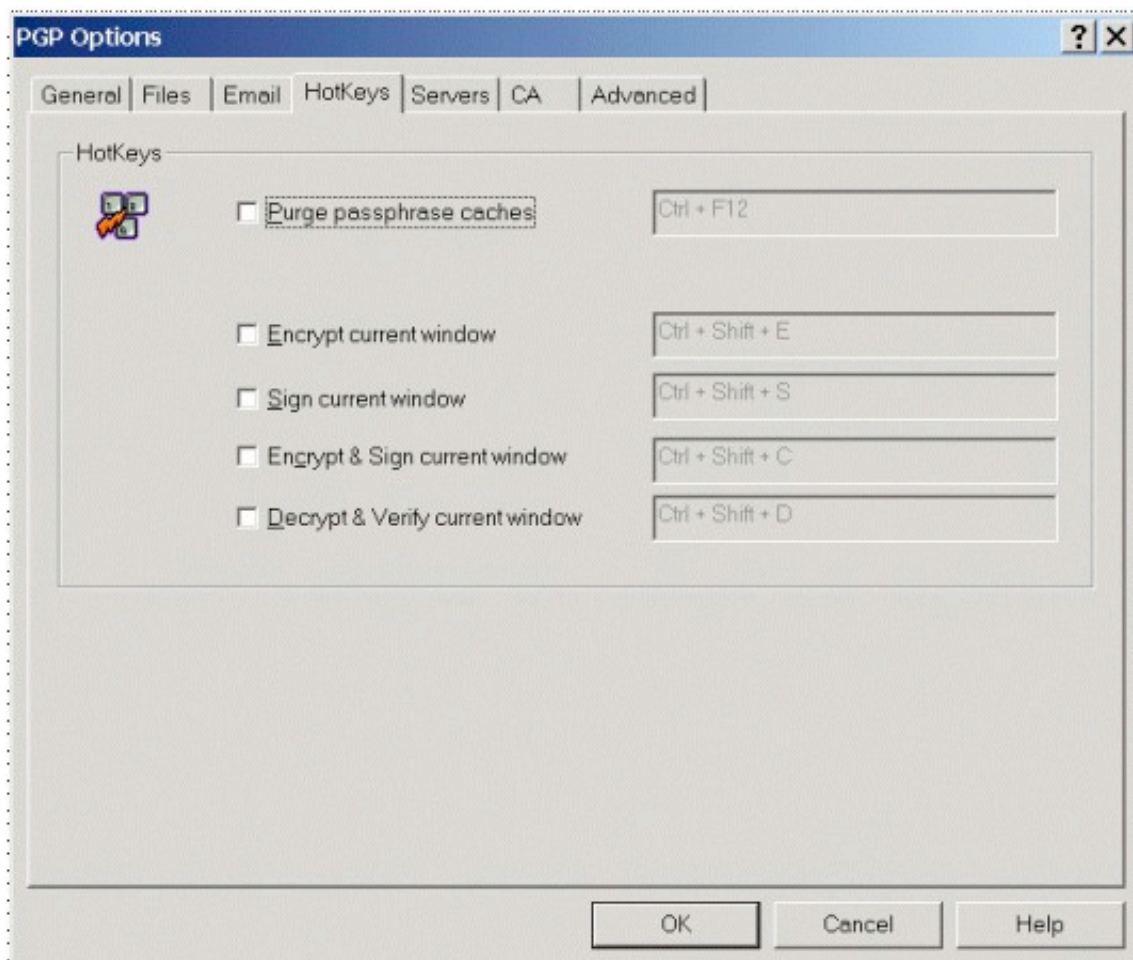 PGP Options
General Files Email HotKeys Servers CA Advanced
HotKeys
Purge passphrase caches Ctrl + F12
Encrypt current window Ctrl + Shift + E
Sign current window Ctrl + Shift + S
Encrypt & Sign current window Ctrl + Shift + C
Decrypt & Verify current window Ctrl + Shift + D
OK Cancel Help